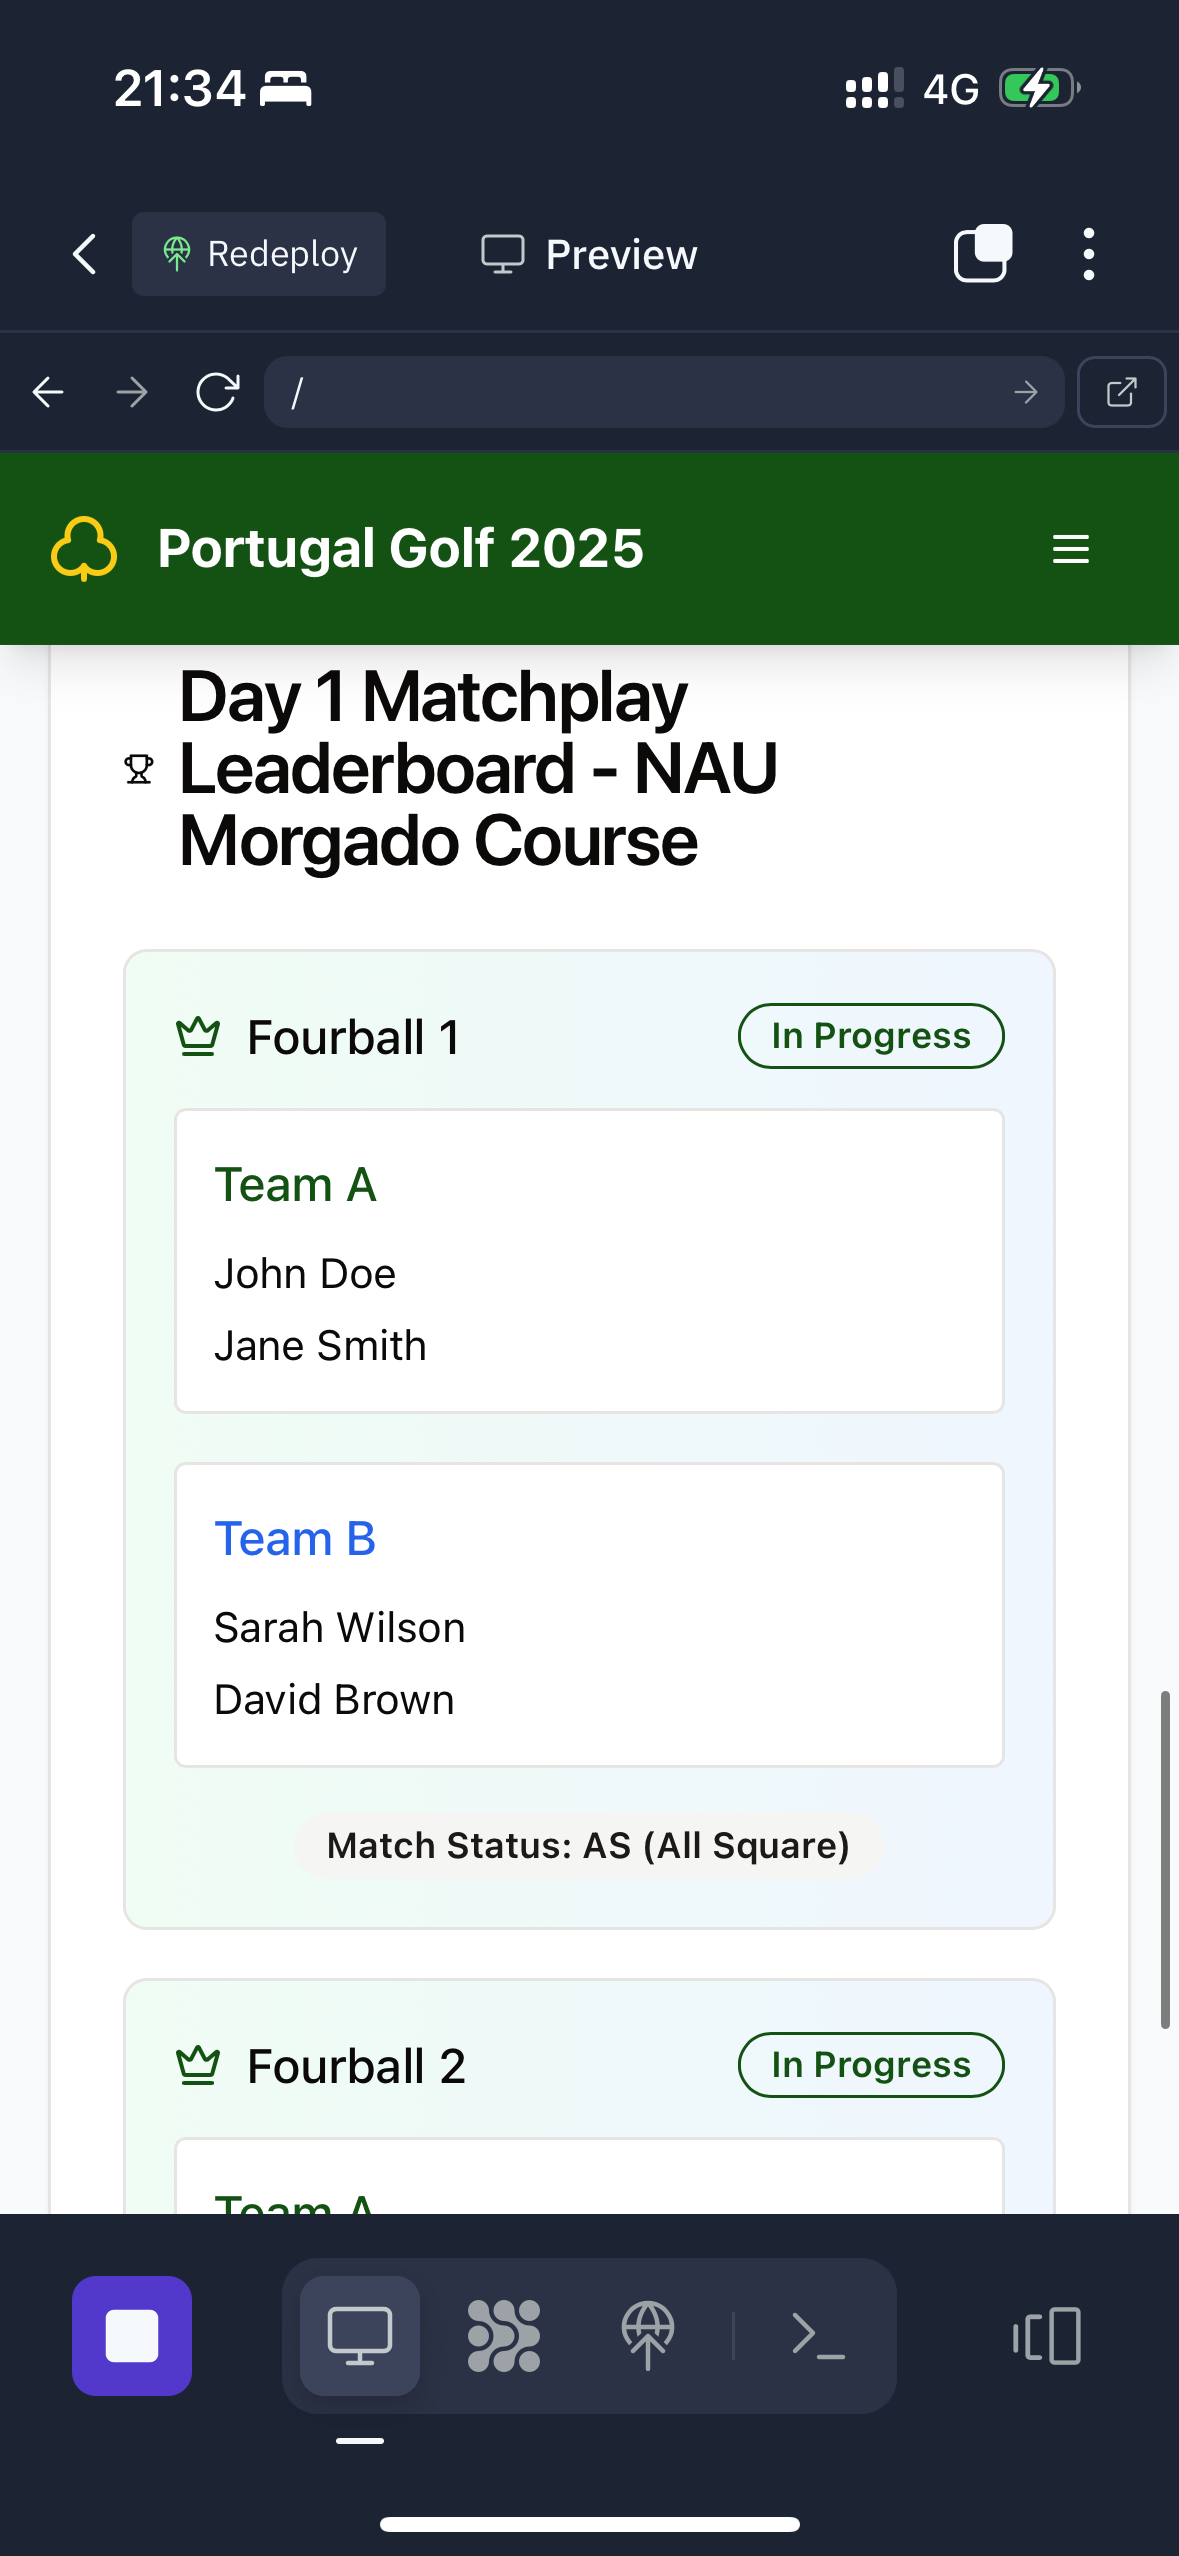 21:34
4G
Redeploy
Preview
/
Portugal Golf 2025
Day 1 Matchplay
Leaderboard - NAU
Morgado Course
Fourball 1
In Progress
Team A
John Doe
Jane Smith
Team B
Sarah Wilson
David Brown
Match Status: AS (All Square)
Fourball 2
In Progress
Team A